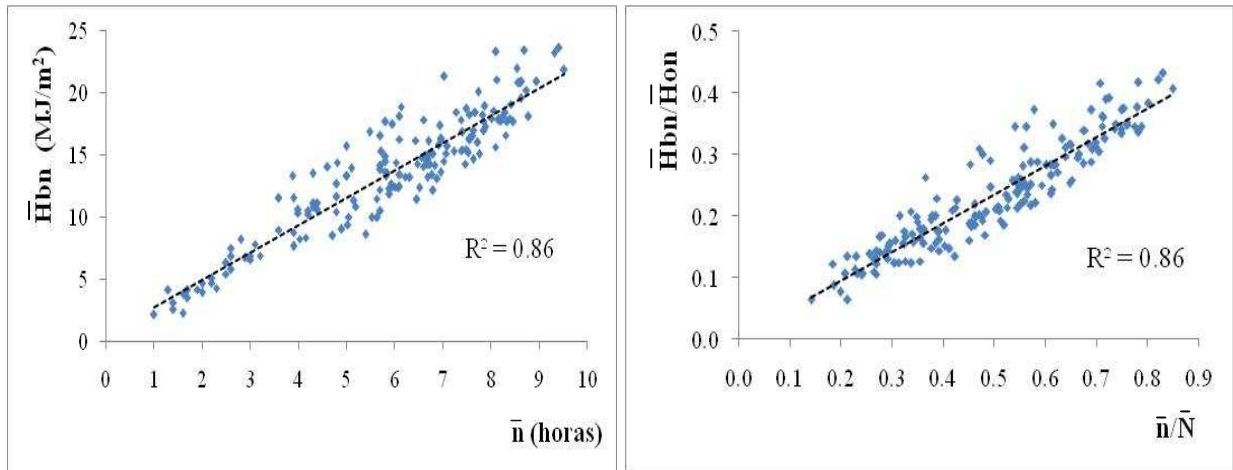 H̅bn (MJ/m²)
25
20
15
10
5
0
R² = 0.86
0 1 2 3 4 5 6 7 8 9 10
n̅ (horas)
H̅bn/H̅on
0.5
0.4
0.3
0.2
0.1
0.0
R² = 0.86
0.0 0.1 0.2 0.3 0.4 0.5 0.6 0.7 0.8 0.9
n̅/N̅